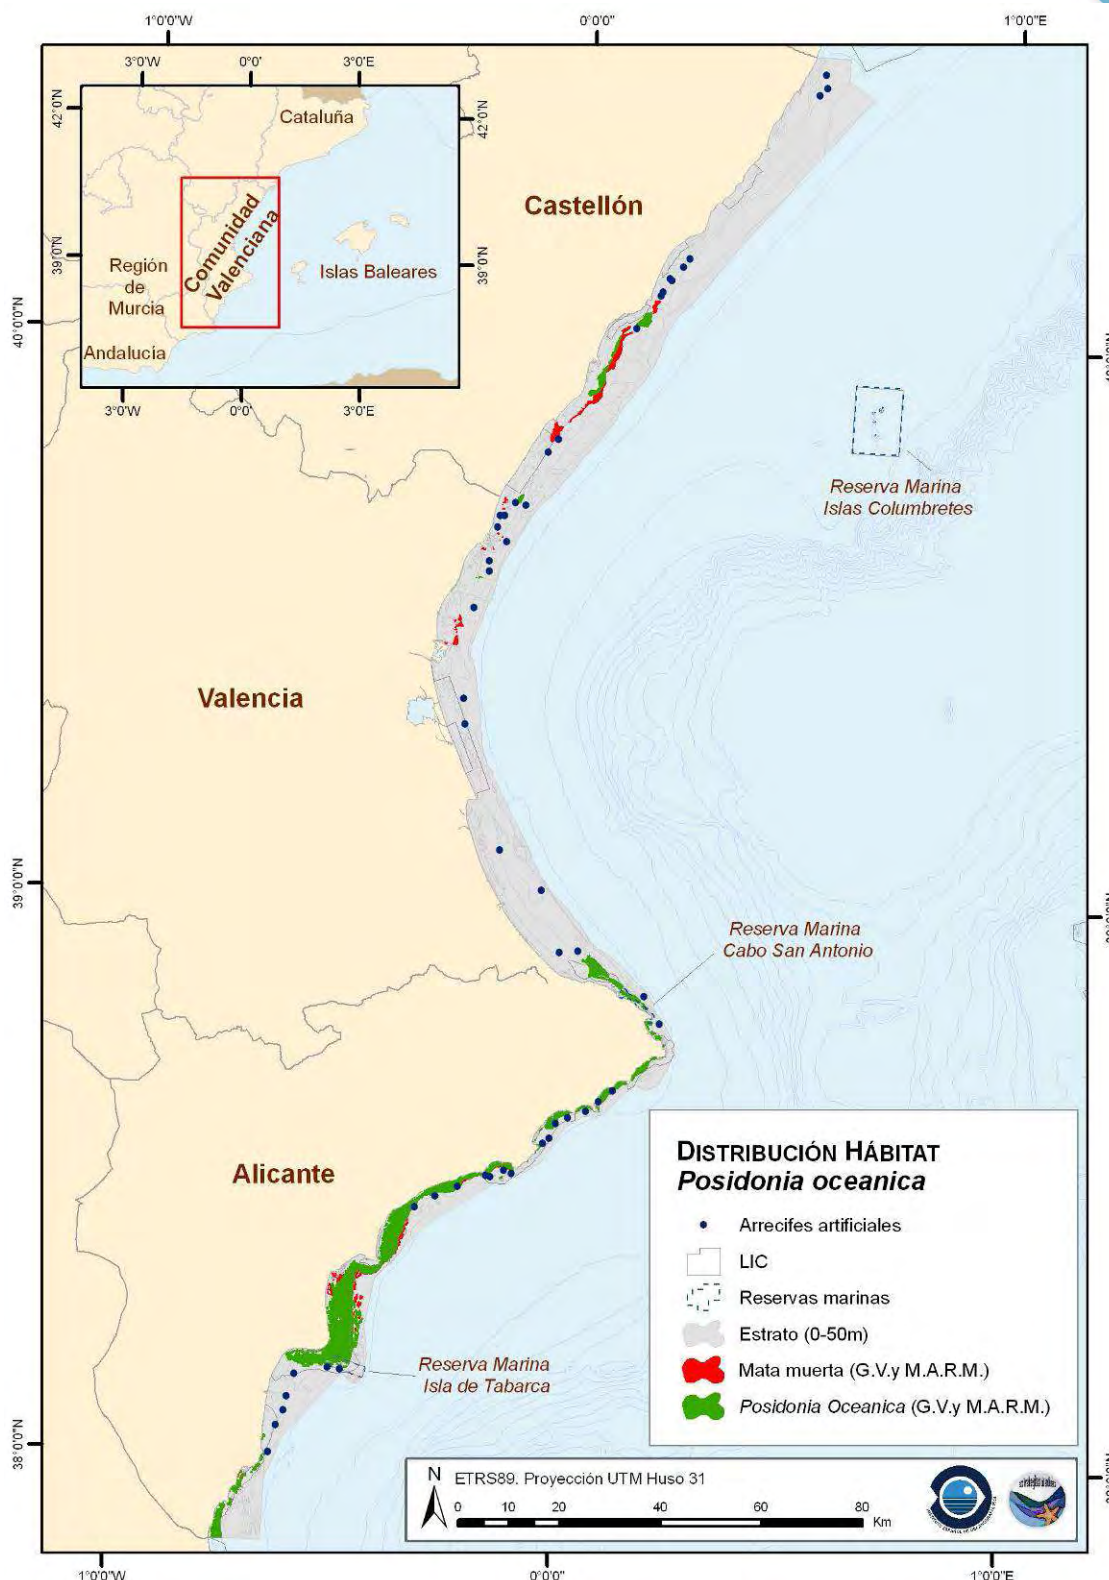 1°0'0"W
0°0'0"
1°0'0"E
3°0'W
0°0'
3°0'E
42°0'N
42°0'N
Cataluña
Comunidad
Valenciana
39°0'N
39°0'N
Región
de
Murcia
Islas Baleares
Andalucía
3°0'W
0°0'
3°0'E
Castellón
40°0'0"N
Reserva Marina
Islas Columbretes
Valencia
39°0'0"N
Reserva Marina
Cabo San Antonio
Alicante
Reserva Marina
Isla de Tabarca
38°0'0"N
DISTRIBUCIÓN HÁBITAT
Posidonia oceanica
Arrecifes artificiales
LIC
Reservas marinas
Estrato (0-50m)
Mata muerta (G.V.y M.A.R.M.)
Posidonia Oceanica (G.V.y M.A.R.M.)
N
ETRS89. Proyección UTM Huso 31
0 10 20 40 60 80
Km
1°0'0"W
0°0'0"
1°0'0"E